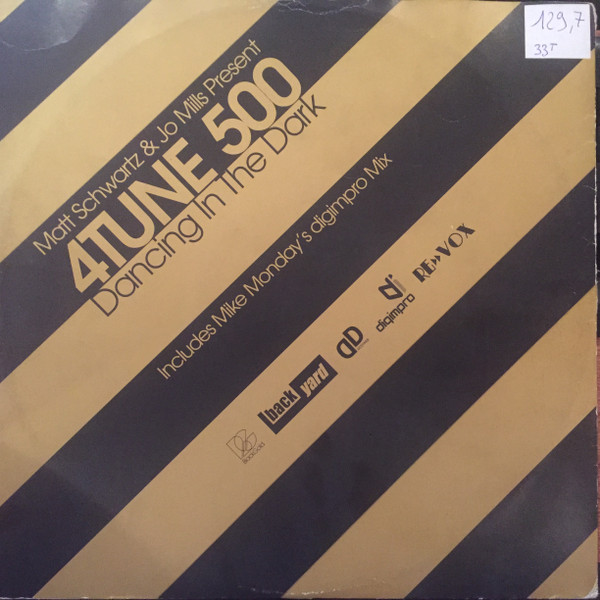 129,7
33T
Matt Schwartz & Jo Mills Present
4TUNE 500
Dancing In The Dark
Includes Mike Monday's digimpro Mix
back yard
digimpro
RE▸▸VOX